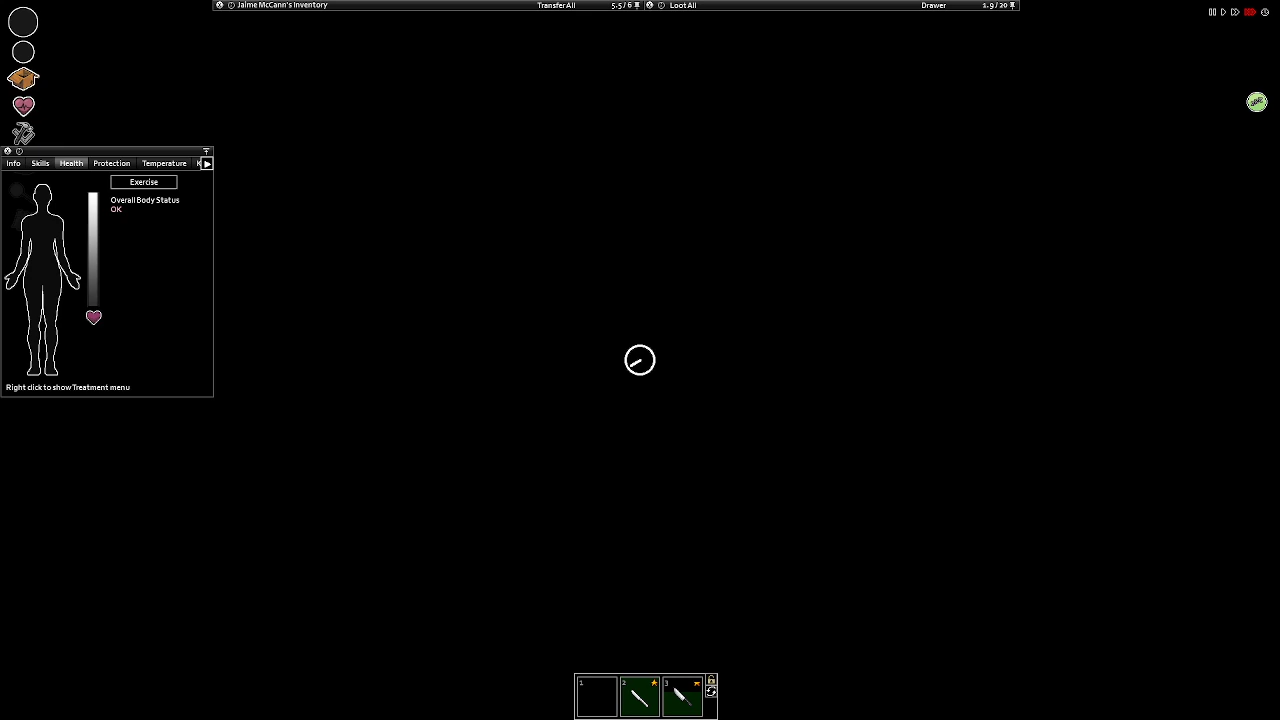 Jaime McCann's Inventory Transfer All 5.5 / 6 Loot All Drawer 1.9 / 20
Info Skills Health Protection Temperature
Exercise
Overall Body Status
OK
Right click to show Treatment menu
1 2 3